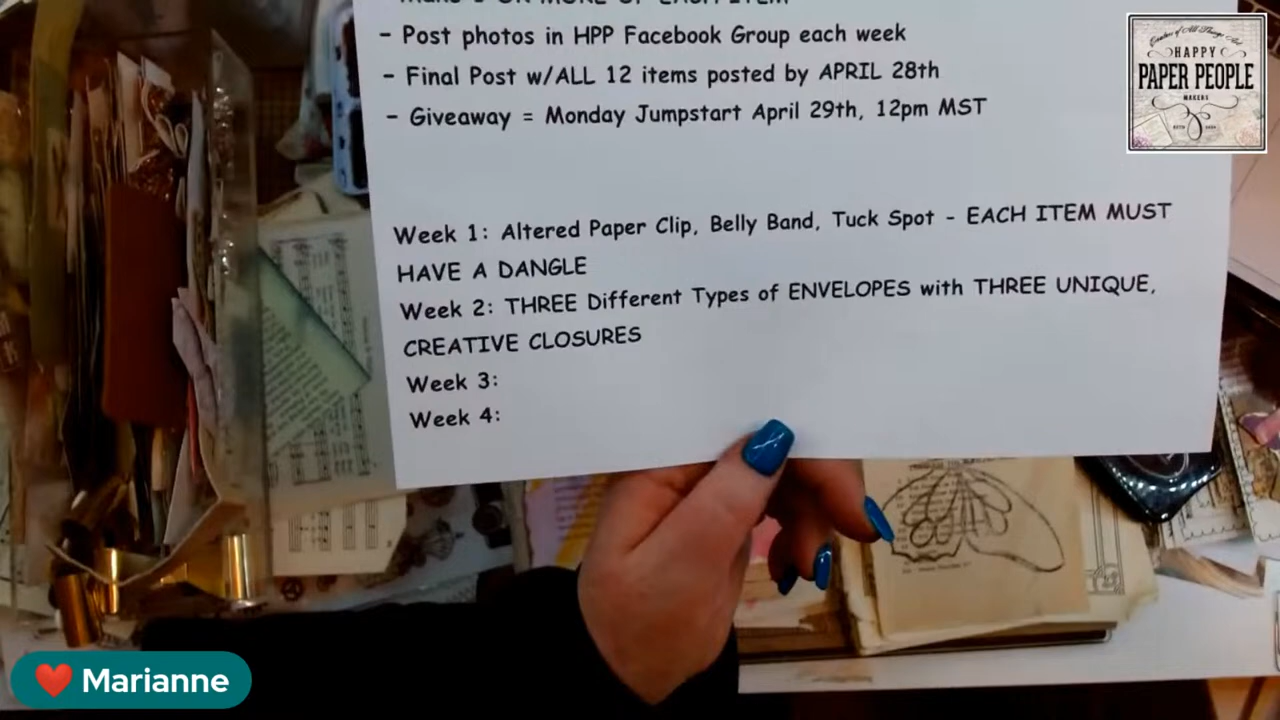 - Post photos in HPP Facebook Group each week
- Final Post w/ALL 12 items posted by APRIL 28th
- Giveaway = Monday Jumpstart April 29th, 12pm MST
Week 1: Altered Paper Clip, Belly Band, Tuck Spot - EACH ITEM MUST
HAVE A DANGLE
Week 2: THREE Different Types of ENVELOPES with THREE UNIQUE,
CREATIVE CLOSURES
Week 3:
Week 4:
HAPPY
PAPER PEOPLE
MAKERS
❤️ Marianne